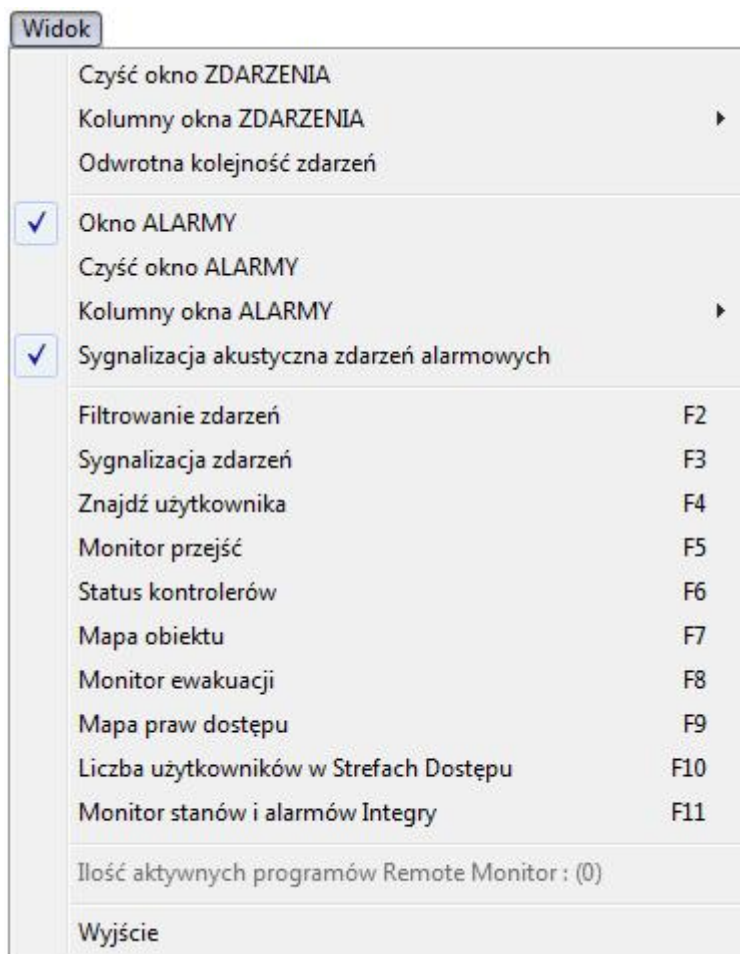 Widok
Czyść okno ZDARZENIA
Kolumny okna ZDARZENIA
Odwrotna kolejność zdarzeń
Okno ALARMY
Czyść okno ALARMY
Kolumny okna ALARMY
Sygnalizacja akustyczna zdarzeń alarmowych
Filtrowanie zdarzeń F2
Sygnalizacja zdarzeń F3
Znajdź użytkownika F4
Monitor przejść F5
Status kontrolerów F6
Mapa obiektu F7
Monitor ewakuacji F8
Mapa praw dostępu F9
Liczba użytkowników w Strefach Dostępu F10
Monitor stanów i alarmów Integry F11
Ilość aktywnych programów Remote Monitor : (0)
Wyjście